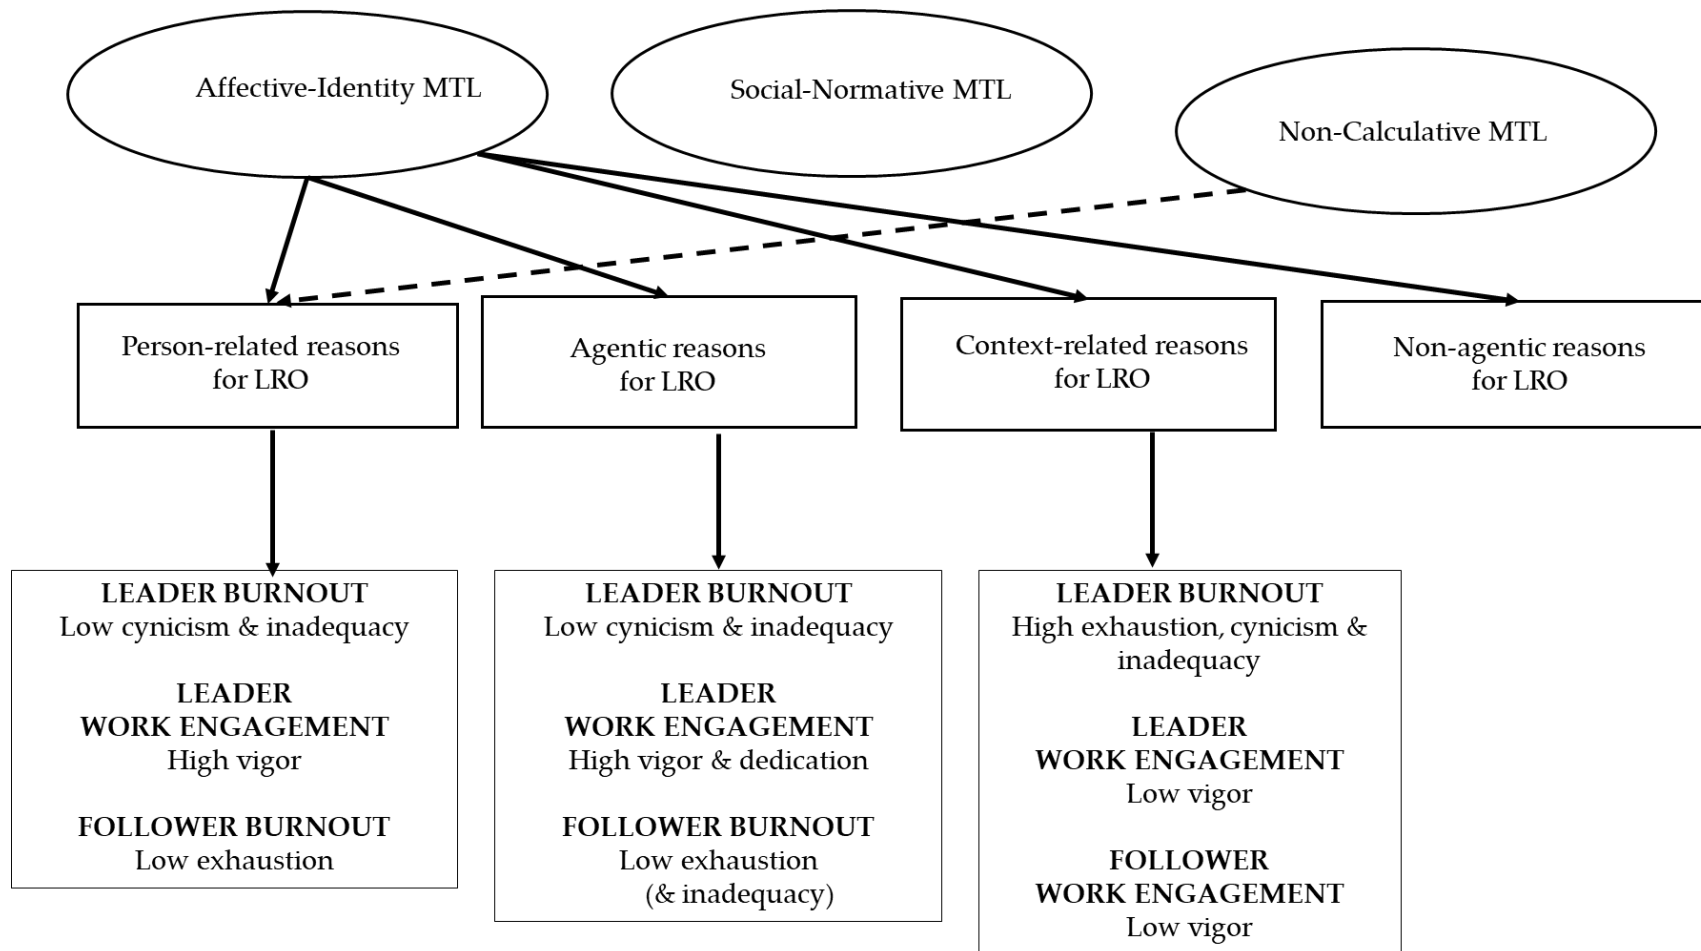 Affective-Identity MTL
Social-Normative MTL
Non-Calculative MTL
Person-related reasons
for LRO
Agentic reasons
for LRO
Context-related reasons
for LRO
Non-agentic reasons
for LRO
LEADER BURNOUT
Low cynicism & inadequacy
LEADER
WORK ENGAGEMENT
High vigor
FOLLOWER BURNOUT
Low exhaustion
LEADER BURNOUT
Low cynicism & inadequacy
LEADER
WORK ENGAGEMENT
High vigor & dedication
FOLLOWER BURNOUT
Low exhaustion
(& inadequacy)
LEADER BURNOUT
High exhaustion, cynicism &
inadequacy
LEADER
WORK ENGAGEMENT
Low vigor
FOLLOWER
WORK ENGAGEMENT
Low vigor